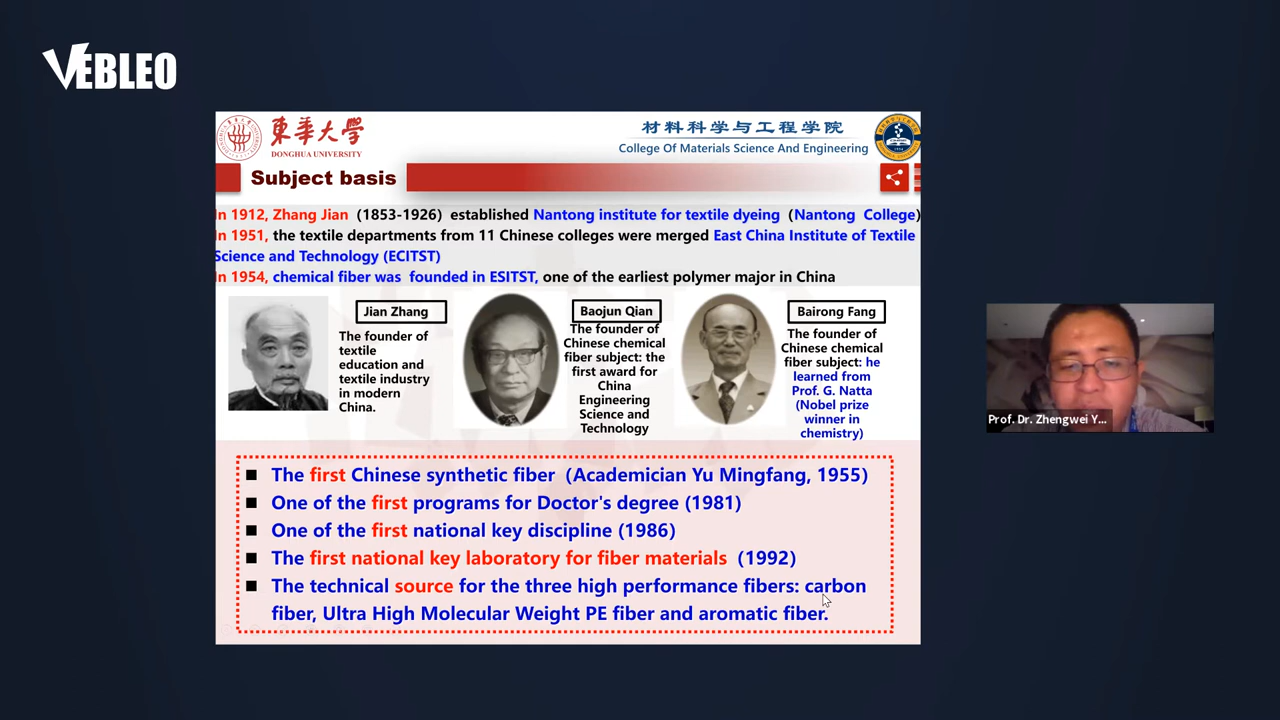 VEBLEO
東華大學
DONGHUA UNIVERSITY
材料科学与工程学院
College Of Materials Science And Engineering
Subject basis
In 1912, Zhang Jian (1853-1926) established Nantong institute for textile dyeing (Nantong College)
In 1951, the textile departments from 11 Chinese colleges were merged East China Institute of Textile
Science and Technology (ECITST)
In 1954, chemical fiber was founded in ESITST, one of the earliest polymer major in China
Jian Zhang
The founder of
textile
education and
textile industry
in modern
China.
Baojun Qian
The founder of
Chinese chemical
fiber subject: the
first award for
China
Engineering
Science and
Technology
Bairong Fang
The founder of
Chinese chemical
fiber subject: he
learned from
Prof. G. Natta
(Nobel prize
winner in
chemistry)
The first Chinese synthetic fiber (Academician Yu Mingfang, 1955)
One of the first programs for Doctor's degree (1981)
One of the first national key discipline (1986)
The first national key laboratory for fiber materials (1992)
The technical source for the three high performance fibers: carbon
fiber, Ultra High Molecular Weight PE fiber and aromatic fiber.
Prof. Dr. Zhengwei Y...